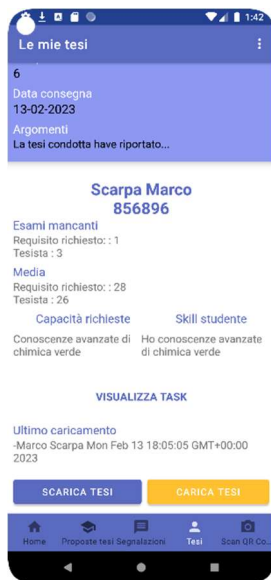 1:42
Le mie tesi
6
Data consegna
13-02-2023
Argomenti
La tesi condotta have riportato...
Scarpa Marco
856896
Esami mancanti
Requisito richiesto: : 1
Tesista : 3
Media
Requisito richiesto: : 28
Tesista : 26
Capacità richieste
Skill studente
Conoscenze avanzate di
chimica verde
Ho conoscenze avanzate
di chimica verde
VISUALIZZA TASK
Ultimo caricamento
-Marco Scarpa Mon Feb 13 18:05:05 GMT+00:00
2023
SCARICA TESI
CARICA TESI
Home
Proposte tesi
Segnalazioni
Tesi
Scan QR Co...